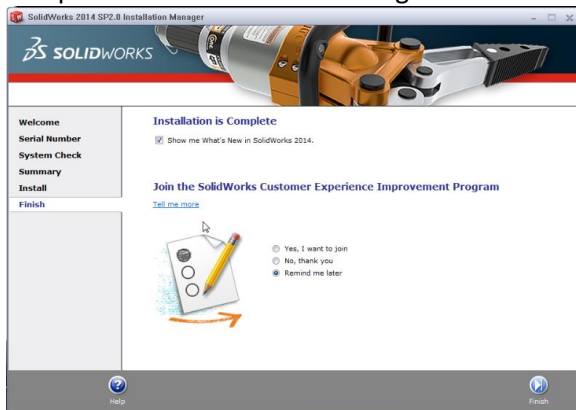 SolidWorks 2014 SP2.0 Installation Manager
SOLIDWORKS
Welcome
Serial Number
System Check
Summary
Install
Finish
Installation is Complete
Show me What's New in SolidWorks 2014.
Join the SolidWorks Customer Experience Improvement Program
Tell me more
Yes, I want to join
No, thank you
Remind me later
Help
Finish